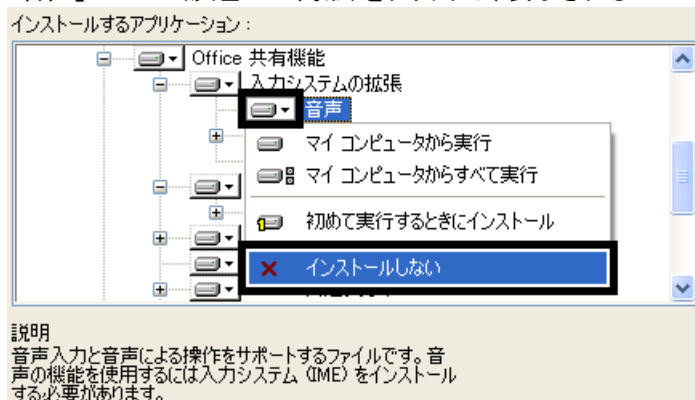 インストールするアプリケーション:
Office 共有機能
入力システムの拡張
音声
マイ コンピュータから実行
マイ コンピュータからすべて実行
初めて実行するときにインストール
インストールしない
説明
音声入力と音声による操作をサポートするファイルです。音
声の機能を使用するには入力システム (IME) をインストール
する必要があります。